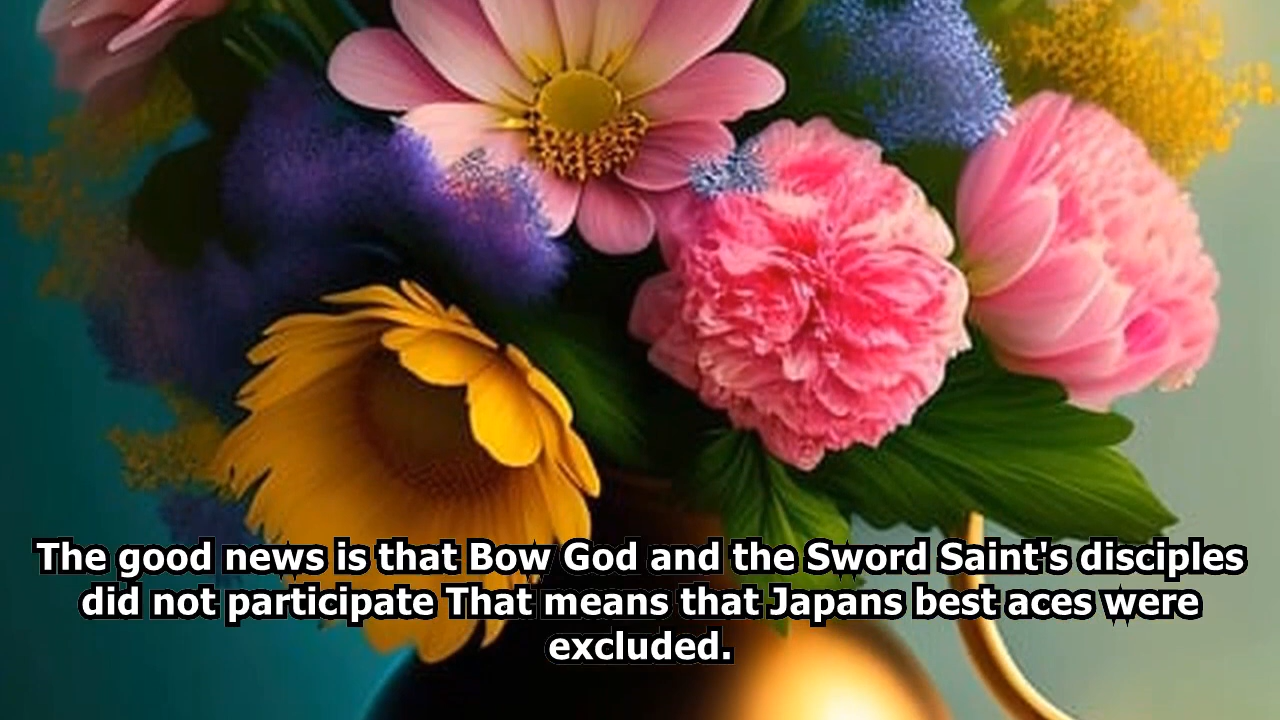 The good news is that Bow God and the Sword Saint's disciples
did not participate That means that Japans best aces were
excluded.